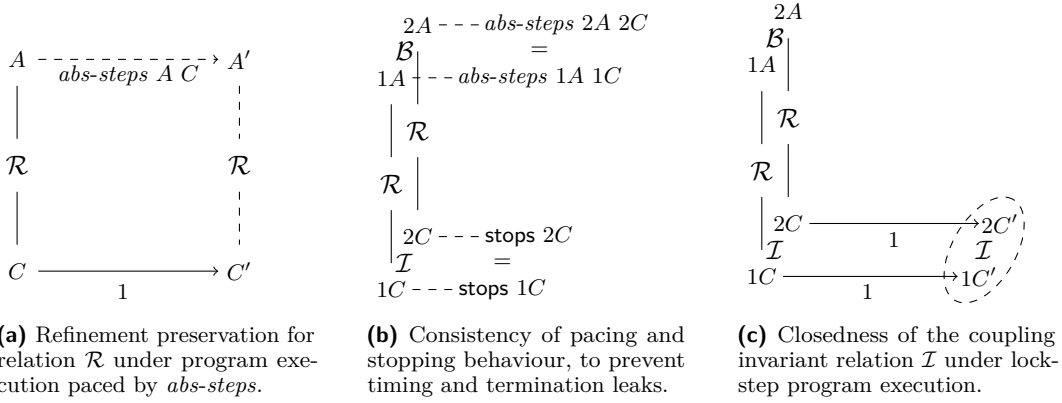 A A′
abs-steps A C
R R
C C′
1
2A abs-steps 2A 2C
B =
1A abs-steps 1A 1C
R
R
2C stops 2C
I =
1C stops 1C
2A
B
1A
R
R
2C 2C′
1
I I
1C 1C′
1
(a) Refinement preservation for
relation R under program exe-
cution paced by abs-steps.
(b) Consistency of pacing and
stopping behaviour, to prevent
timing and termination leaks.
(c) Closedness of the coupling
invariant relation I under lock-
step program execution.